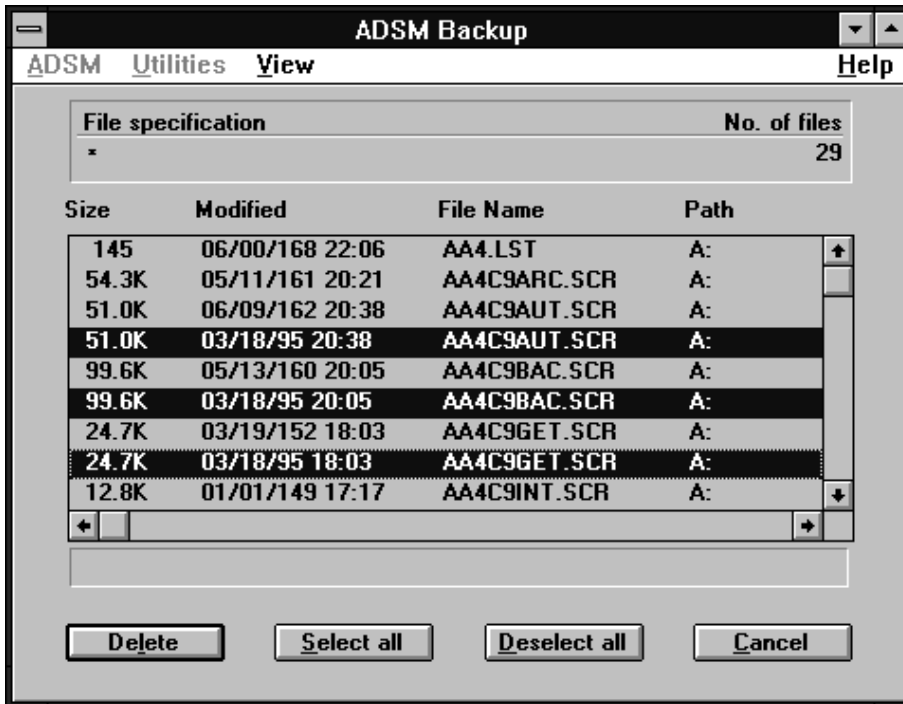 ADSM Backup
ADSM Utilities View Help
File specification No. of files
* 29
Size Modified File Name Path
145 06/00/168 22:06 AA4.LST A:
54.3K 05/11/161 20:21 AA4C9ARC.SCR A:
51.0K 06/09/162 20:38 AA4C9AUT.SCR A:
51.0K 03/18/95 20:38 AA4C9AUT.SCR A:
99.6K 05/13/160 20:05 AA4C9BAC.SCR A:
99.6K 03/18/95 20:05 AA4C9BAC.SCR A:
24.7K 03/19/152 18:03 AA4C9GET.SCR A:
24.7K 03/18/95 18:03 AA4C9GET.SCR A:
12.8K 01/01/149 17:17 AA4C9INT.SCR A:
Delete Select all Deselect all Cancel